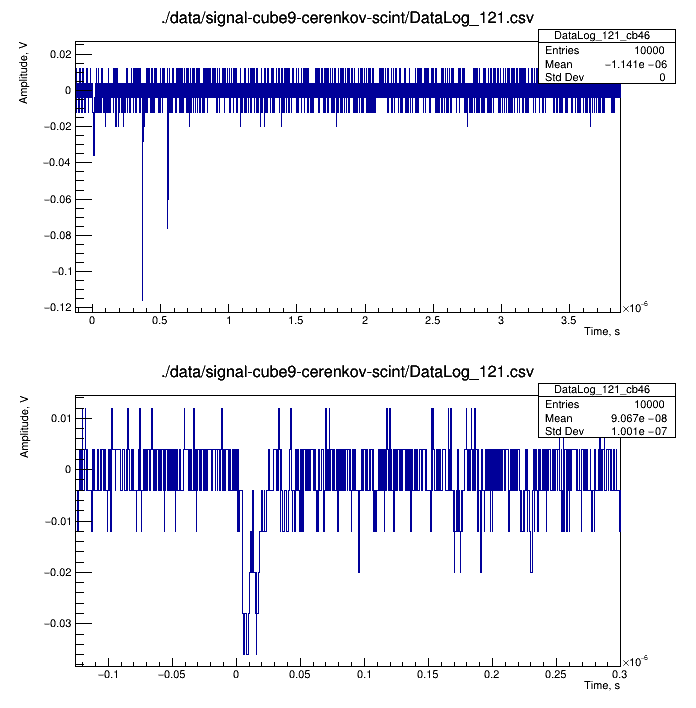 ./data/signal-cube9-cerenkov-scint/DataLog_121.csv
DataLog_121_cb46
Entries 10000
Mean −1.141e −06
Std Dev 0
Amplitude, V
0.02
0
−0.02
−0.04
−0.06
−0.08
−0.1
−0.12
0 0.5 1 1.5 2 2.5 3 3.5
×10⁻⁶
Time, s
./data/signal-cube9-cerenkov-scint/DataLog_121.csv
DataLog_121_cb46
Entries 10000
Mean 9.067e −08
Std Dev 1.001e −07
Amplitude, V
0.01
0
−0.01
−0.02
−0.03
−0.1 −0.05 0 0.05 0.1 0.15 0.2 0.25 0.3
×10⁻⁶
Time, s